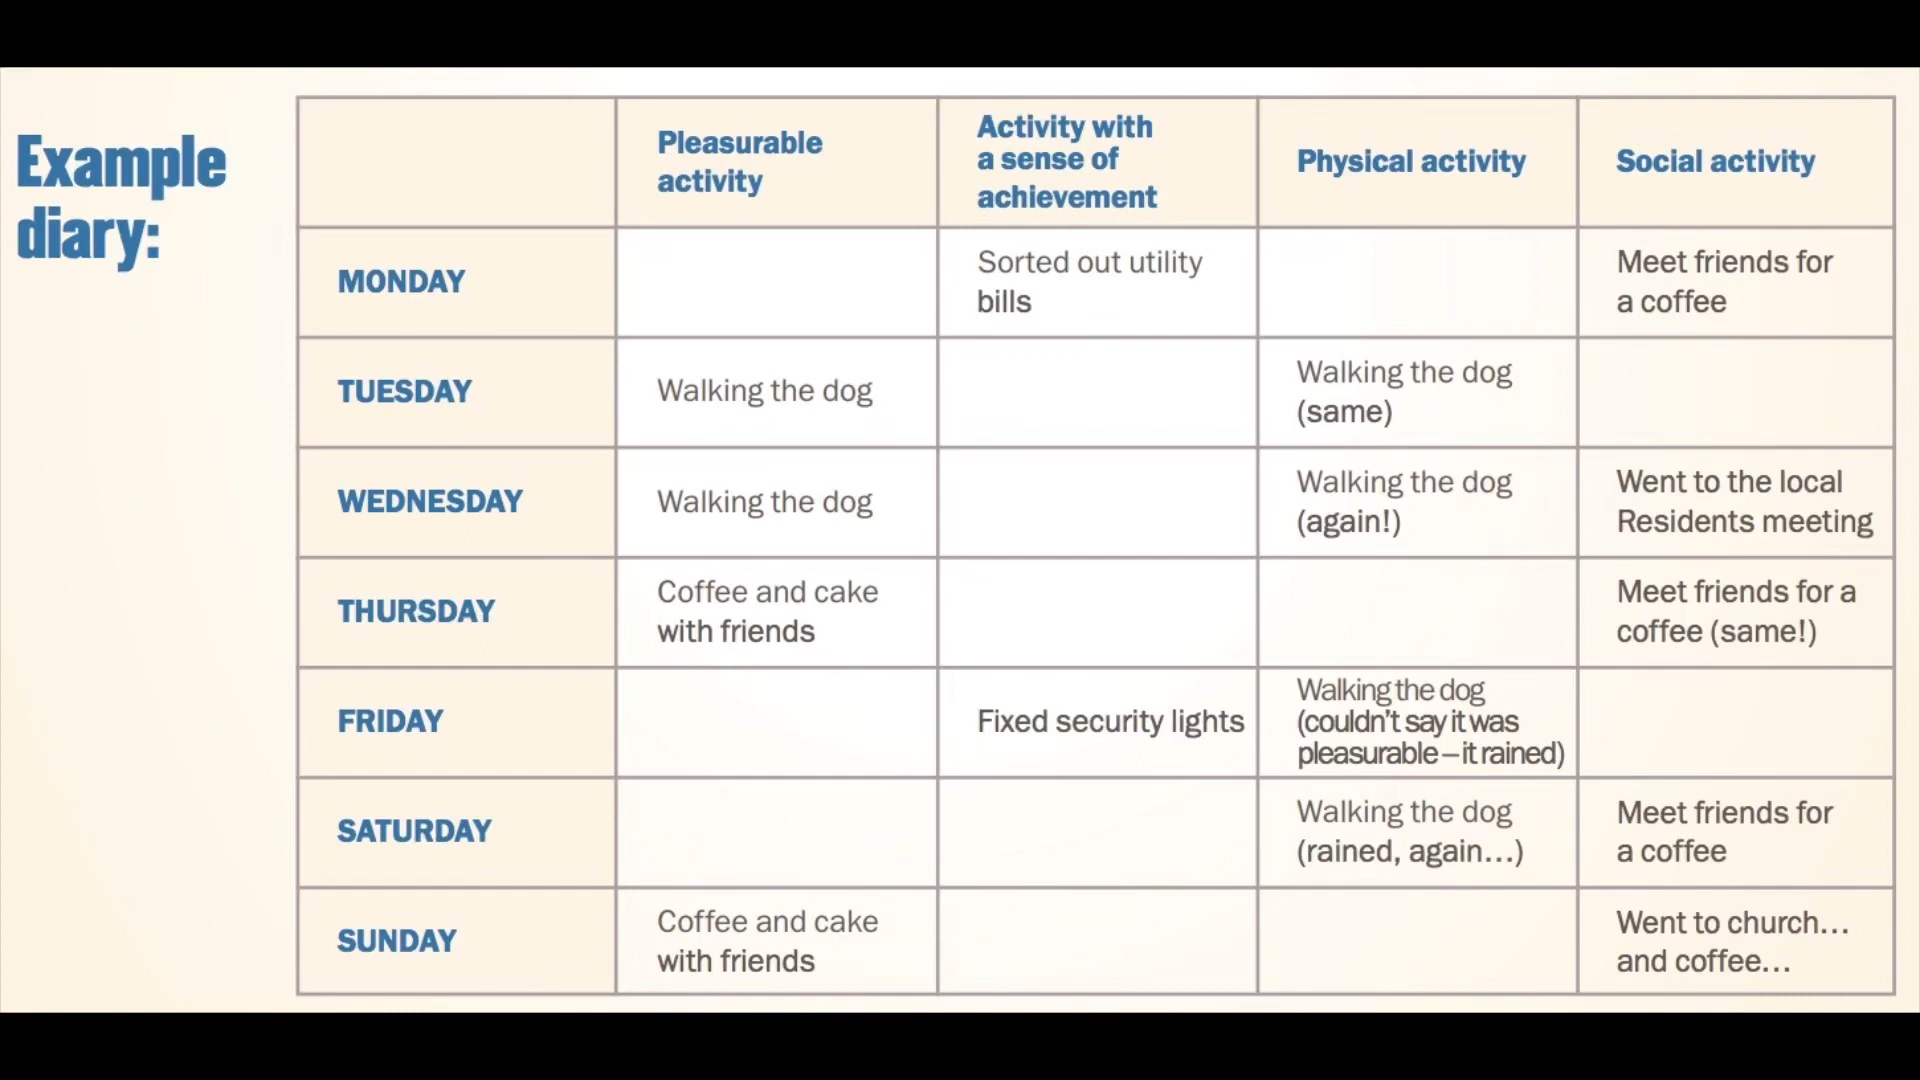 Example
diary:
Pleasurable
activity
Activity with
a sense of
achievement
Physical activity
Social activity
MONDAY
Sorted out utility
bills
Meet friends for
a coffee
TUESDAY
Walking the dog
Walking the dog
(same)
WEDNESDAY
Walking the dog
Walking the dog
(again!)
Went to the local
Residents meeting
THURSDAY
Coffee and cake
with friends
Meet friends for a
coffee (same!)
FRIDAY
Fixed security lights
Walking the dog
(couldn't say it was
pleasurable – it rained)
SATURDAY
Walking the dog
(rained, again...)
Meet friends for
a coffee
SUNDAY
Coffee and cake
with friends
Went to church...
and coffee...